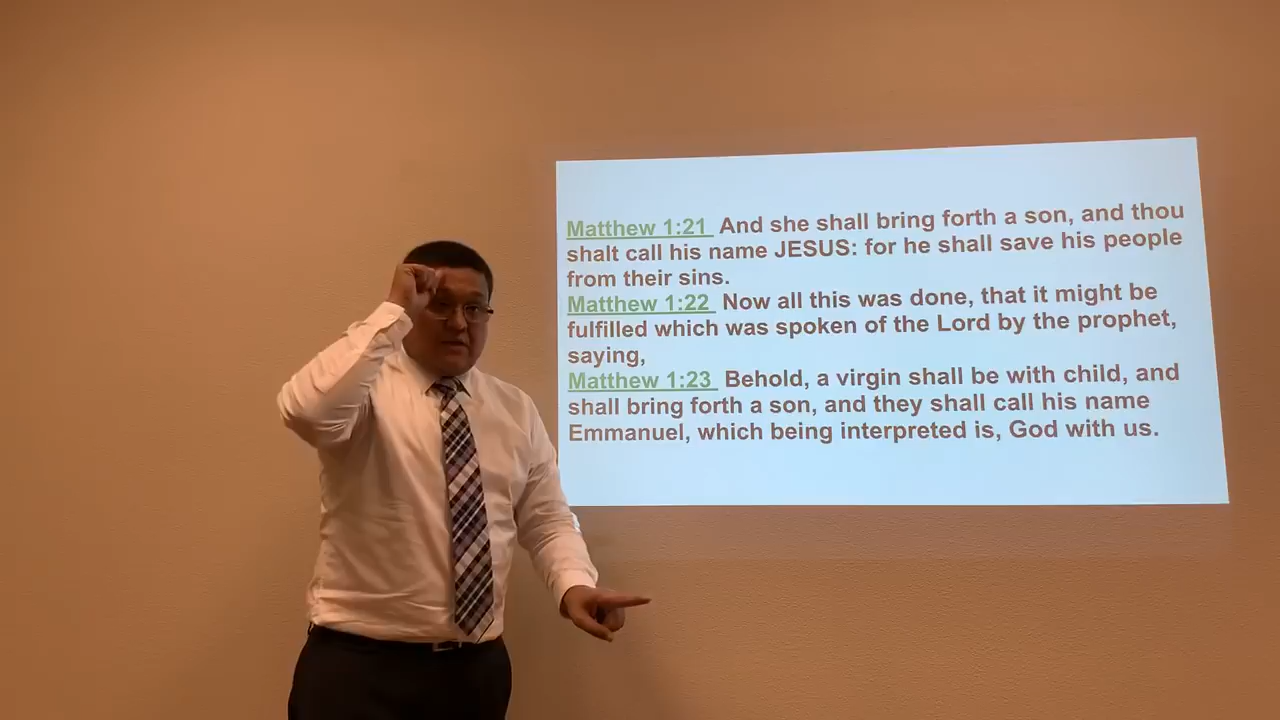 Matthew 1:21 And she shall bring forth a son, and thou
shalt call his name JESUS: for he shall save his people
from their sins.
Matthew 1:22 Now all this was done, that it might be
fulfilled which was spoken of the Lord by the prophet,
saying,
Matthew 1:23 Behold, a virgin shall be with child, and
shall bring forth a son, and they shall call his name
Emmanuel, which being interpreted is, God with us.